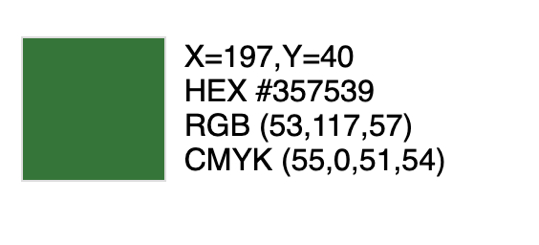 X=197,Y=40
HEX #357539
RGB (53,117,57)
CMYK (55,0,51,54)